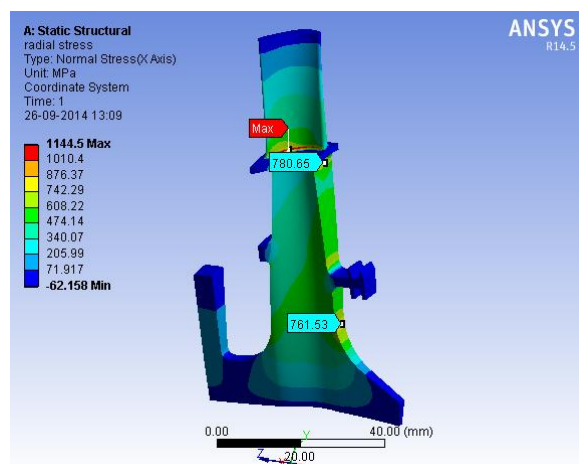 A: Static Structural
radial stress
Type: Normal Stress(X Axis)
Unit: MPa
Coordinate System
Time: 1
26-09-2014 13:09
ANSYS
R14.5
1144.5 Max
1010.4
876.37
742.29
608.22
474.14
340.07
205.99
71.917
-62.158 Min
Max
780.65
761.53
0.00
40.00 (mm)
20.00
Y
Z